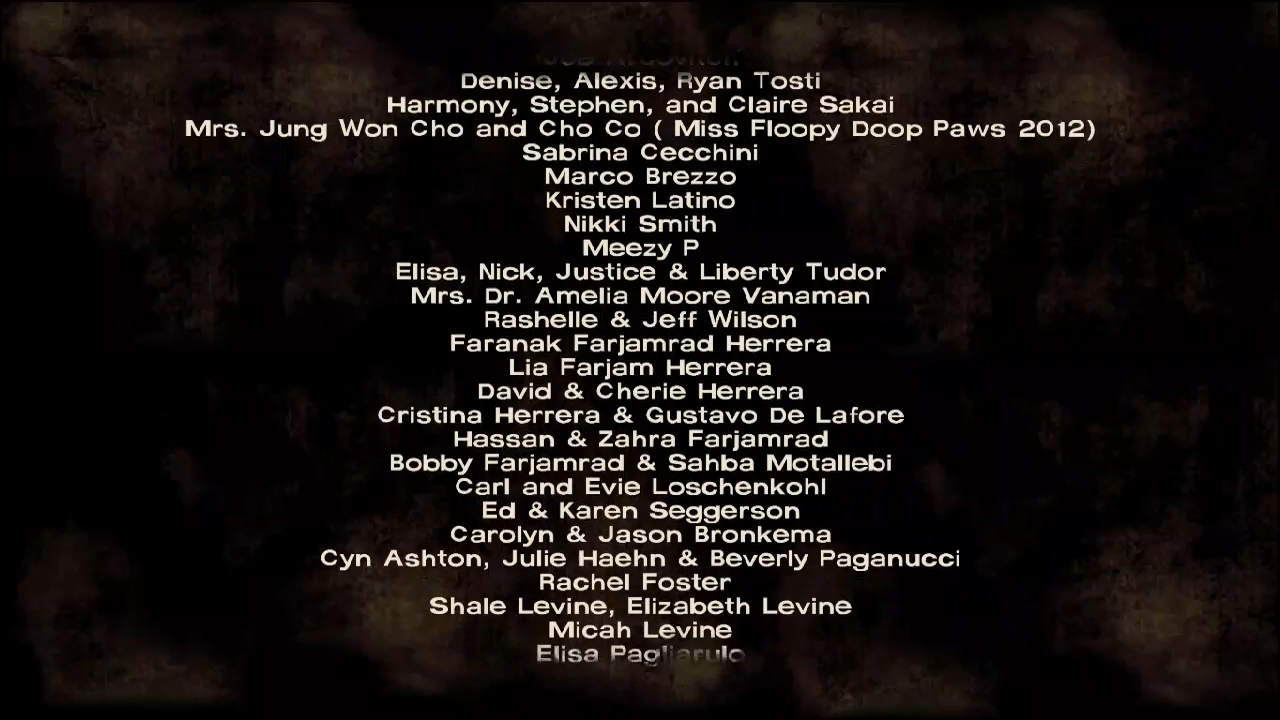 Denise, Alexis, Ryan Tosti
Harmony, Stephen, and Claire Sakai
Mrs. Jung Won Cho and Cho Co ( Miss Floopy Doop Paws 2012)
Sabrina Cecchini
Marco Brezzo
Kristen Latino
Nikki Smith
Meezy P
Elisa, Nick, Justice & Liberty Tudor
Mrs. Dr. Amelia Moore Vanaman
Rashelle & Jeff Wilson
Faranak Farjamrad Herrera
Lia Farjam Herrera
David & Cherie Herrera
Cristina Herrera & Gustavo De Lafore
Hassan & Zahra Farjamrad
Bobby Farjamrad & Sahba Motallebi
Carl and Evie Loschenkohl
Ed & Karen Seggerson
Carolyn & Jason Bronkema
Cyn Ashton, Julie Haehn & Beverly Paganucci
Rachel Foster
Shale Levine, Elizabeth Levine
Micah Levine
Elisa Pagliarulo